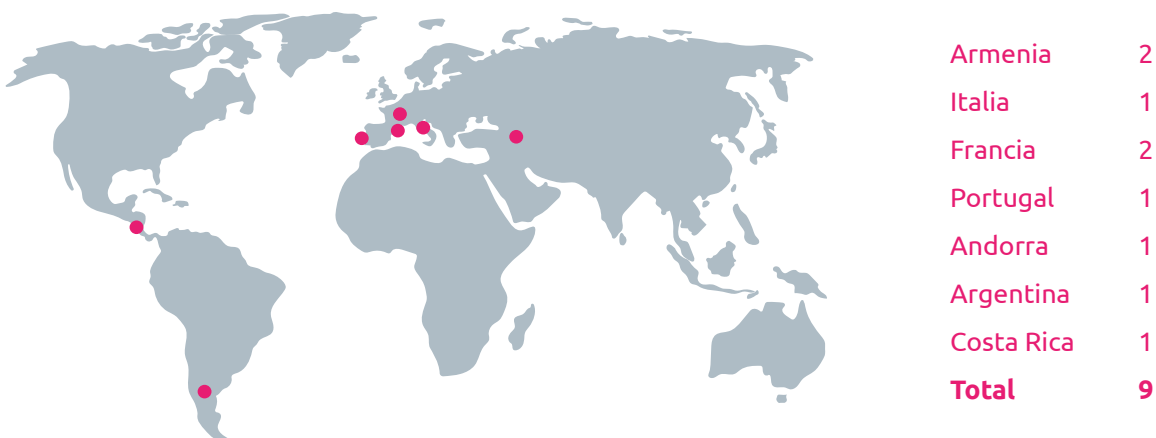 Armenia 2
Italia 1
Francia 2
Portugal 1
Andorra 1
Argentina 1
Costa Rica 1
Total 9